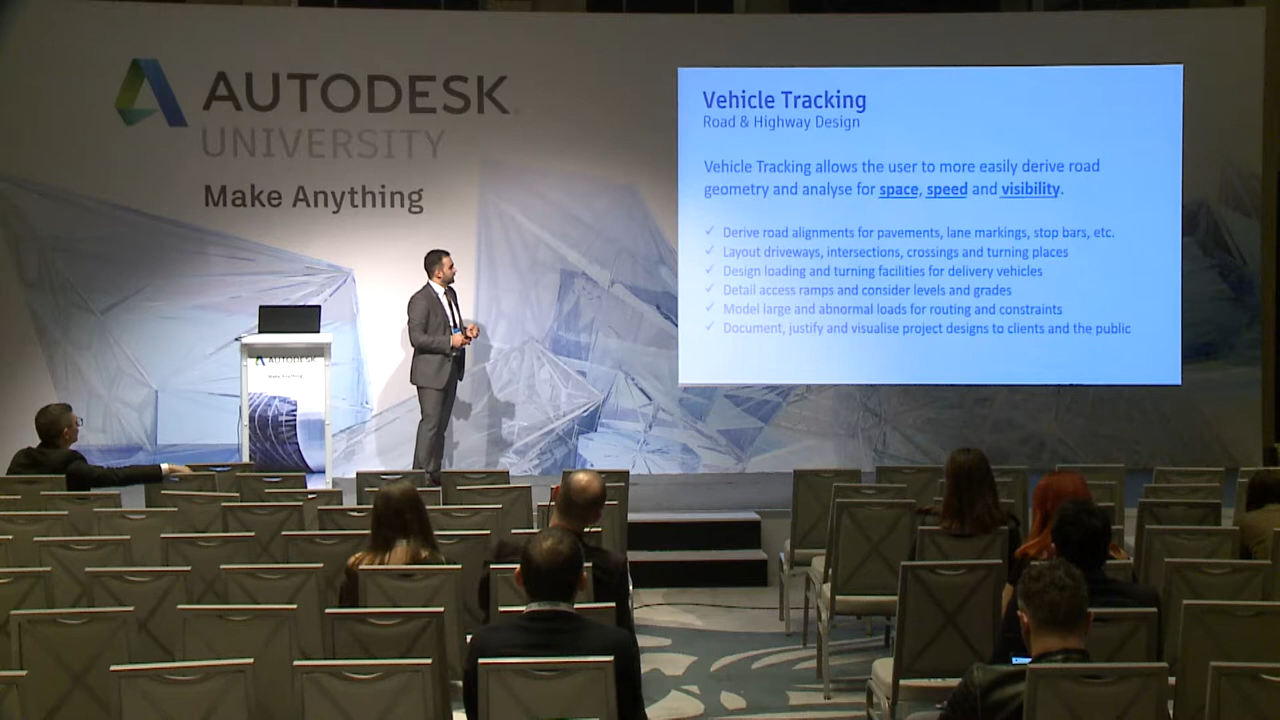 AUTODESK
UNIVERSITY
Make Anything
Vehicle Tracking
Road & Highway Design
Vehicle Tracking allows the user to more easily derive road
geometry and analyse for space, speed and visibility.
✓ Derive road alignments for pavements, lane markings, stop bars, etc.
✓ Layout driveways, intersections, crossings and turning places
✓ Design loading and turning facilities for delivery vehicles
✓ Detail access ramps and consider levels and grades
✓ Model large and abnormal loads for routing and constraints
✓ Document, justify and visualise project designs to clients and the public
AUTODESK
Make Anything